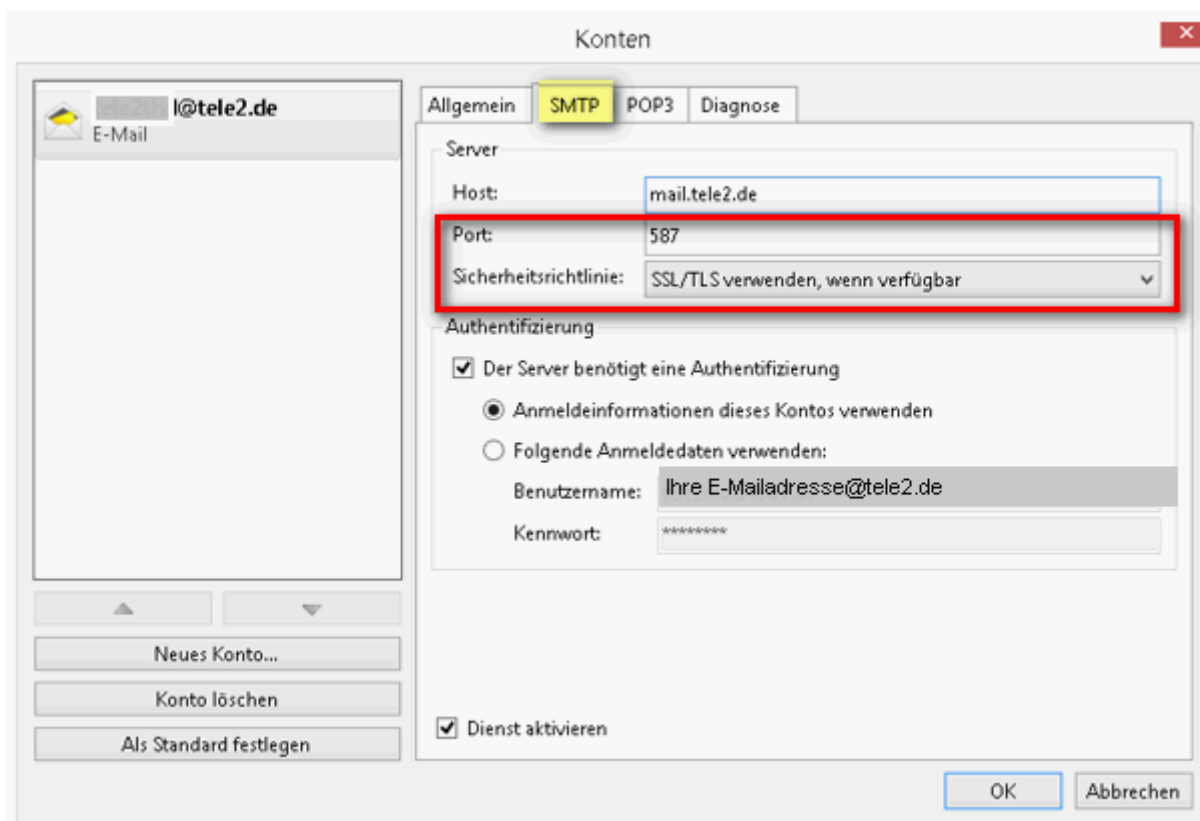 Konten
l@tele2.de
E-Mail
Allgemein SMTP POP3 Diagnose
Server
Host: mail.tele2.de
Port: 587
Sicherheitsrichtlinie: SSL/TLS verwenden, wenn verfügbar
Authentifizierung
Der Server benötigt eine Authentifizierung
Anmeldeinformationen dieses Kontos verwenden
Folgende Anmeldedaten verwenden:
Benutzername: Ihre E-Mailadresse@tele2.de
Kennwort: ********
Neues Konto...
Konto löschen
Als Standard festlegen
Dienst aktivieren
OK Abbrechen